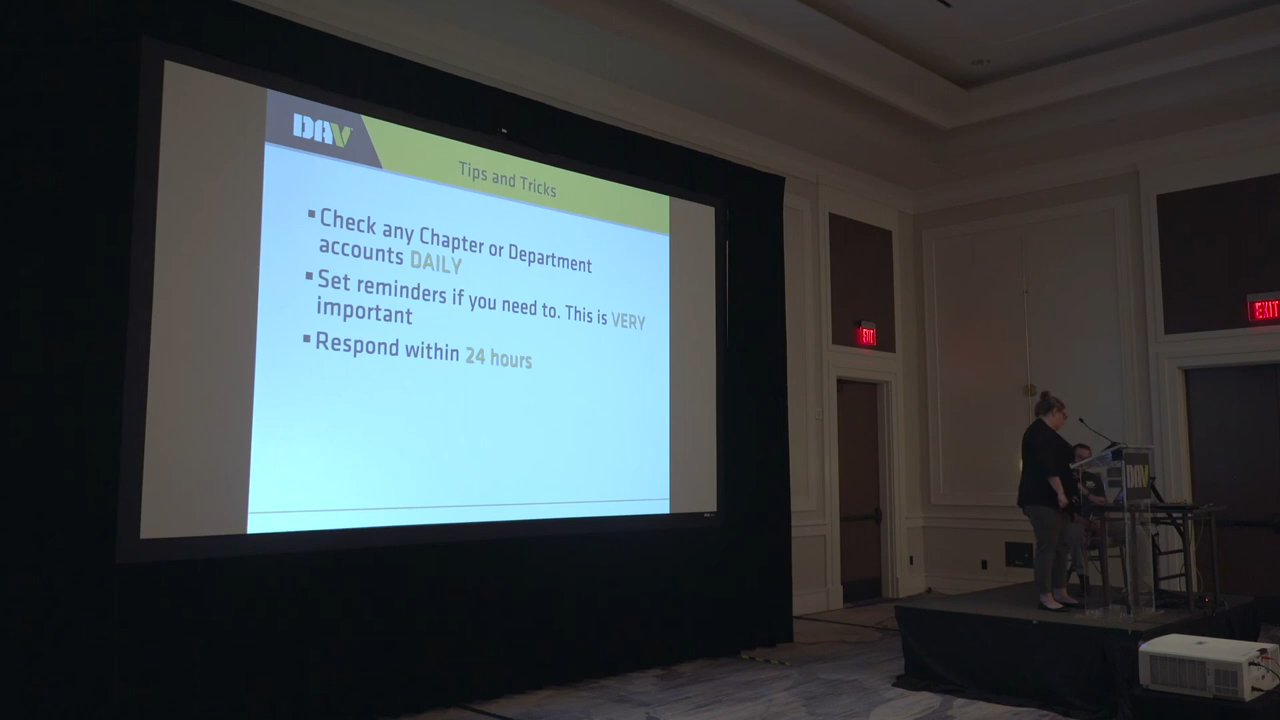 DAV
Tips and Tricks
▪ Check any Chapter or Department
accounts DAILY
▪ Set reminders if you need to. This is VERY
important
▪ Respond within 24 hours
EXIT
EXIT
DAV